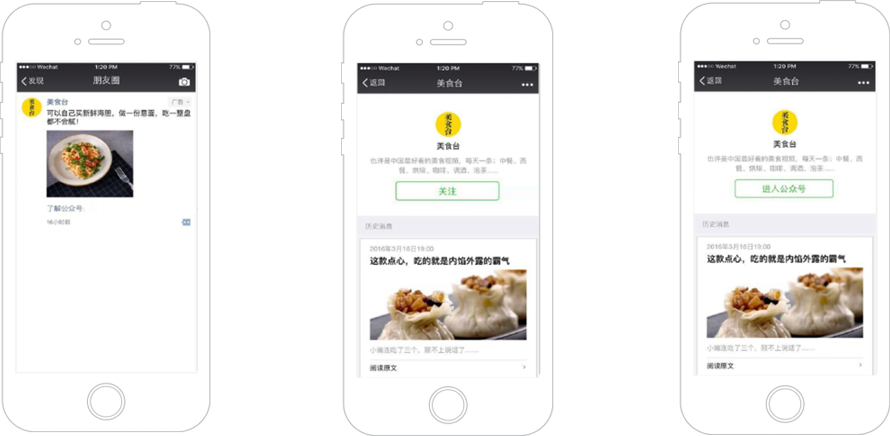 ●●●○○ Wechat 1:20 PM 77%
发现 朋友圈
美食台
美食台 广告
可以自己买新鲜海胆，做一份意面，吃一整盘
都不会腻！
了解公众号
16小时前
●●●○○ Wechat 1:20 PM 77%
返回 美食台 •••
美食台
美食台
也许是中国最好看的美食视频，每天一条：中餐、西
餐、烘焙、咖啡、调酒、泡茶......
关注
历史消息
2016年3月16日19:00
这款点心，吃的就是内馅外露的霸气
小编连吃了三个，顾不上说话了......
阅读原文
●●●○○ Wechat 1:20 PM 77%
返回 美食台 •••
美食台
美食台
也许是中国最好看的美食视频，每天一条：中餐、西
餐、烘焙、咖啡、调酒、泡茶......
进入公众号
历史消息
2016年3月16日19:00
这款点心，吃的就是内馅外露的霸气
小编连吃了三个，顾不上说话了......
阅读原文